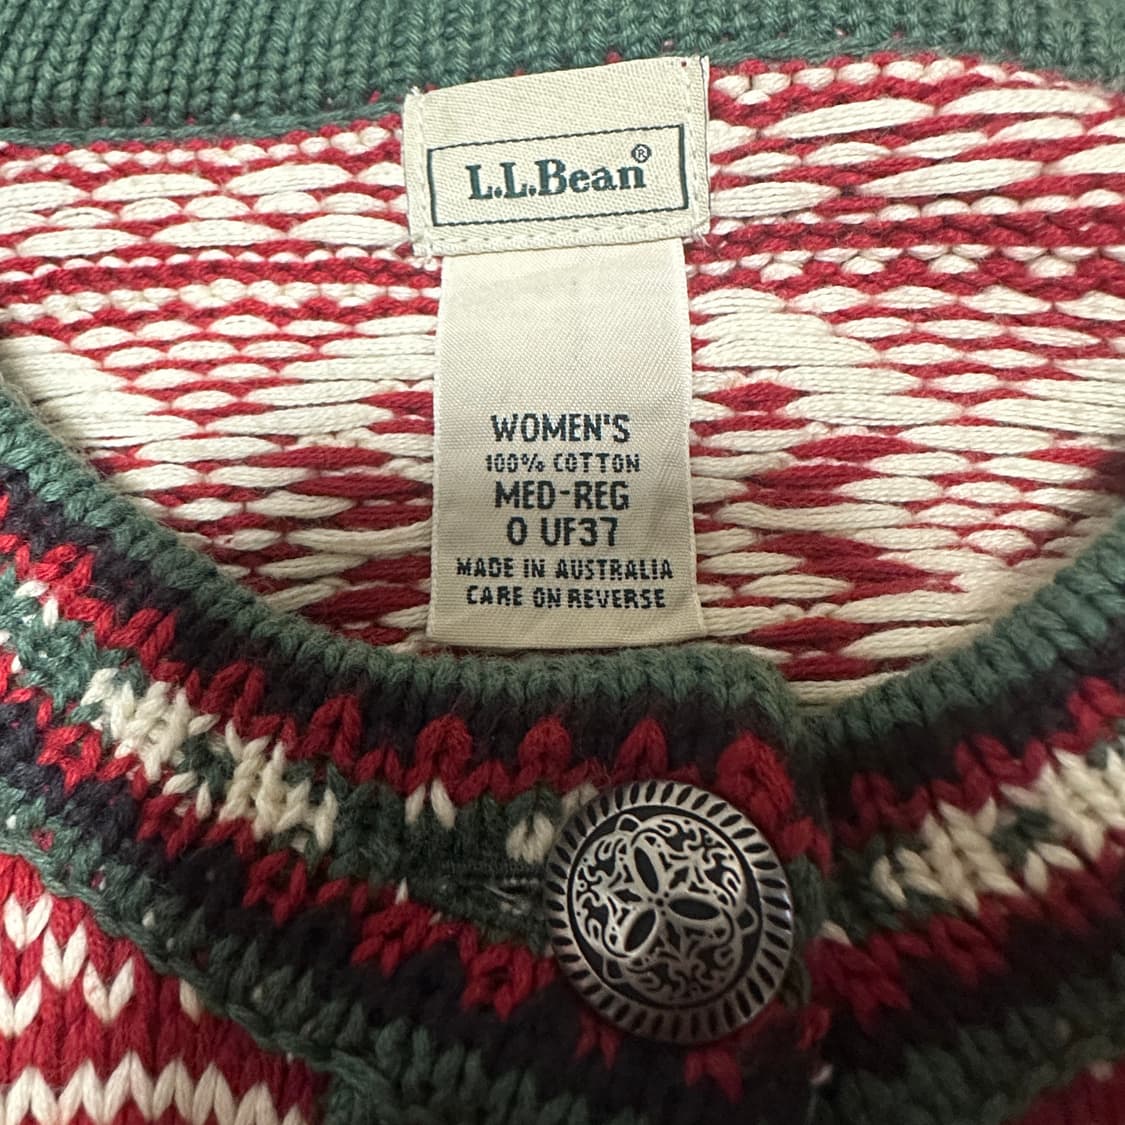 L.L.Bean®
WOMEN'S
100% COTTON
MED-REG
0 UF37
MADE IN AUSTRALIA
CARE ON REVERSE